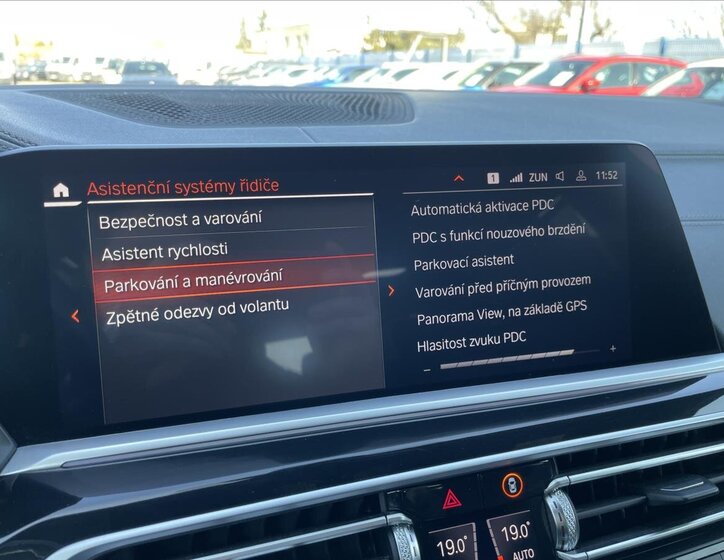 Asistenční systémy řidiče
1 ZUN 11:52
Bezpečnost a varování
Asistent rychlosti
Parkování a manévrování
Zpětné odezvy od volantu
Automatická aktivace PDC
PDC s funkcí nouzového brzdění
Parkovací asistent
Varování před příčným provozem
Panorama View, na základě GPS
Hlasitost zvuku PDC
− +
19.0° 19.0°
AUTO